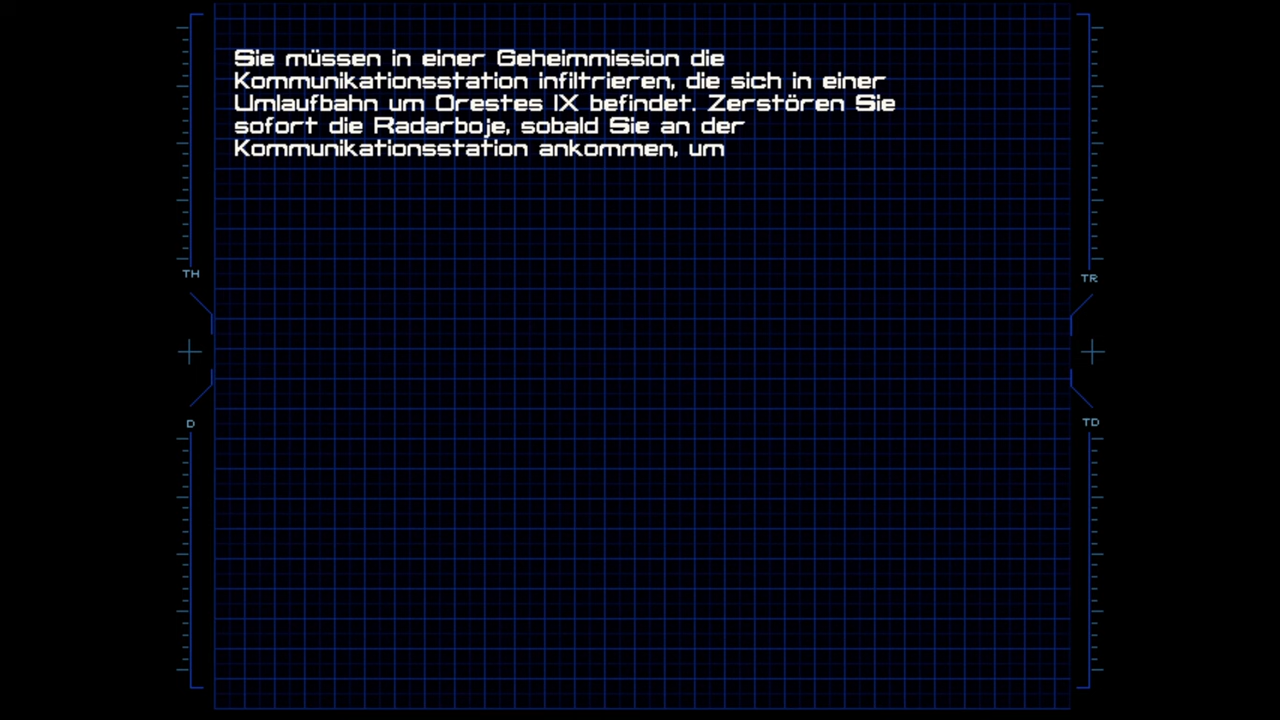 Sie müssen in einer Geheimmission die
Kommunikationsstation infiltrieren, die sich in einer
Umlaufbahn um Orestes IX befindet. Zerstören Sie
sofort die Radarboje, sobald Sie an der
Kommunikationsstation ankommen, um
TH
TR
D
TD